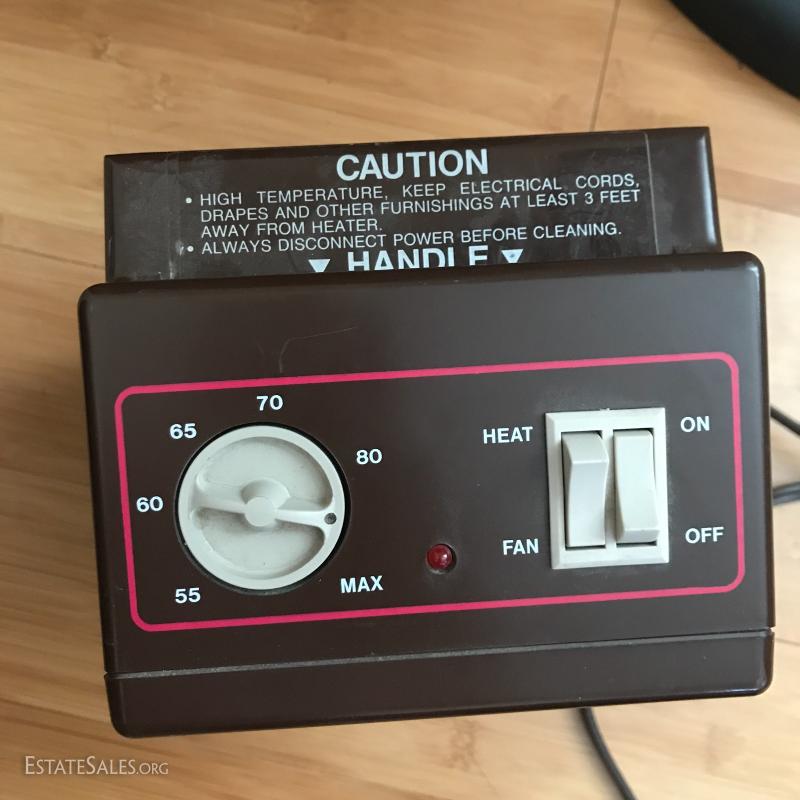 CAUTION
• HIGH TEMPERATURE, KEEP ELECTRICAL CORDS,
DRAPES AND OTHER FURNISHINGS AT LEAST 3 FEET
AWAY FROM HEATER.
• ALWAYS DISCONNECT POWER BEFORE CLEANING.
▼ HANDLE ▼
70
65
80
60
55
MAX
HEAT
ON
FAN
OFF
ESTATESALES.ORG